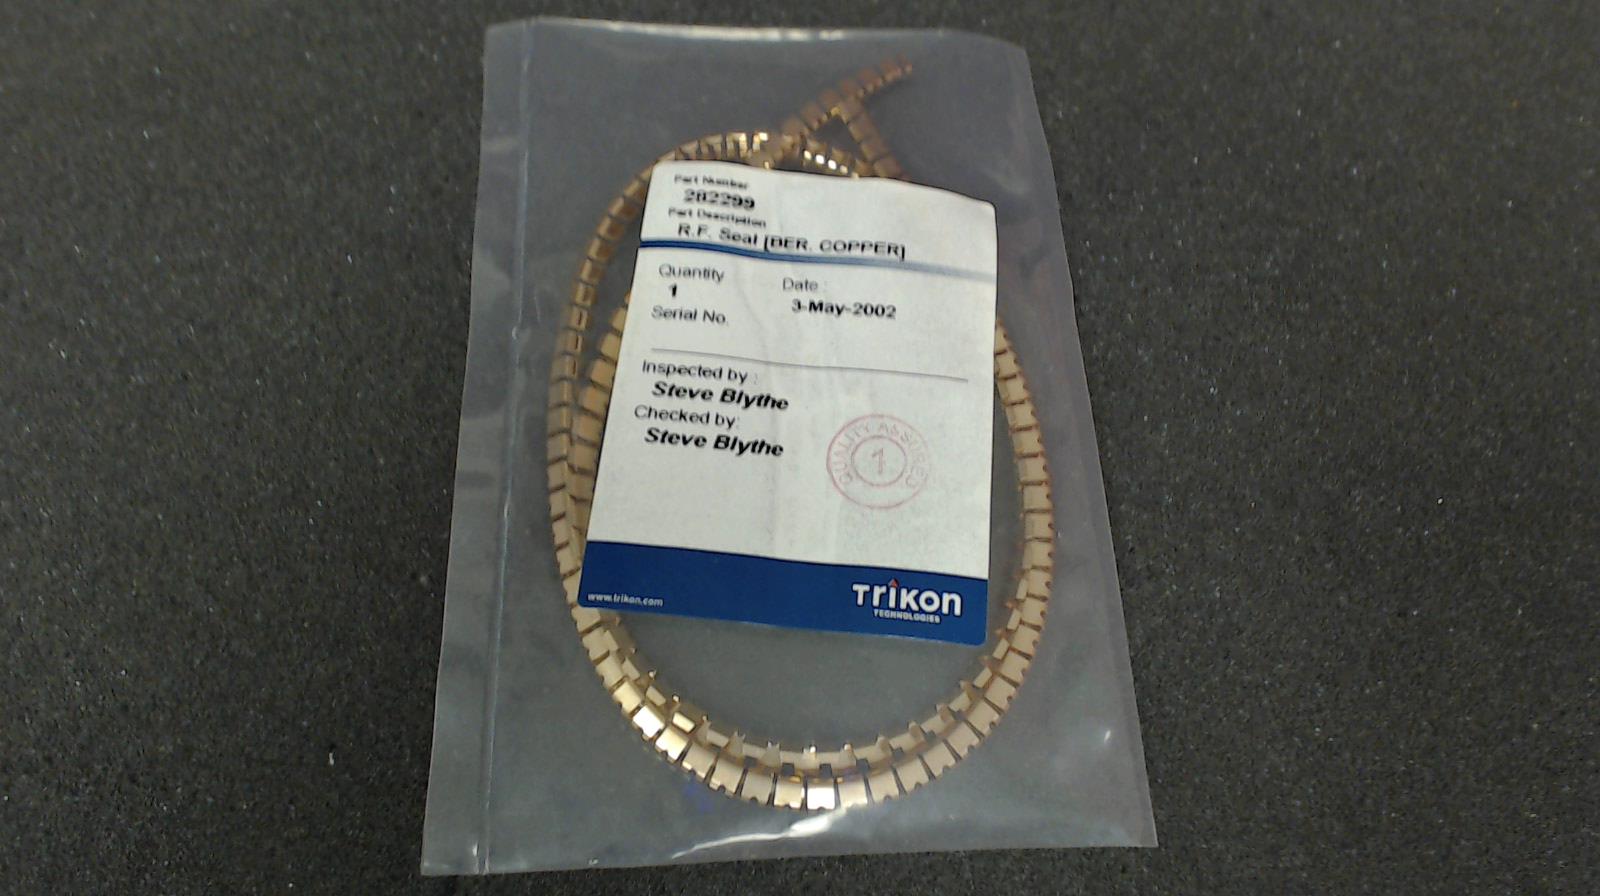 Part Number
282299
Part Description
R.F. Seal [BER. COPPER]
Quantity
1
Date :
3-May-2002
Serial No.
Inspected by :
Steve Blythe
Checked by:
Steve Blythe
QUALITY ASSURED
1
www.trikon.com
Trikon
TECHNOLOGIES